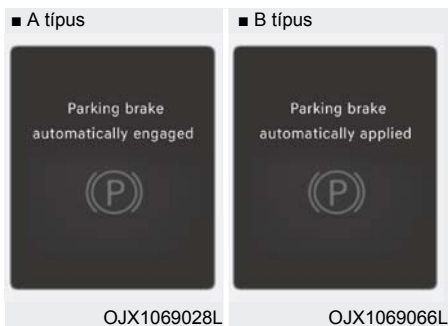 ■ A típus
■ B típus
Parking brake
automatically engaged
(P)
Parking brake
automatically applied
(P)
OJX1069028L
OJX1069066L